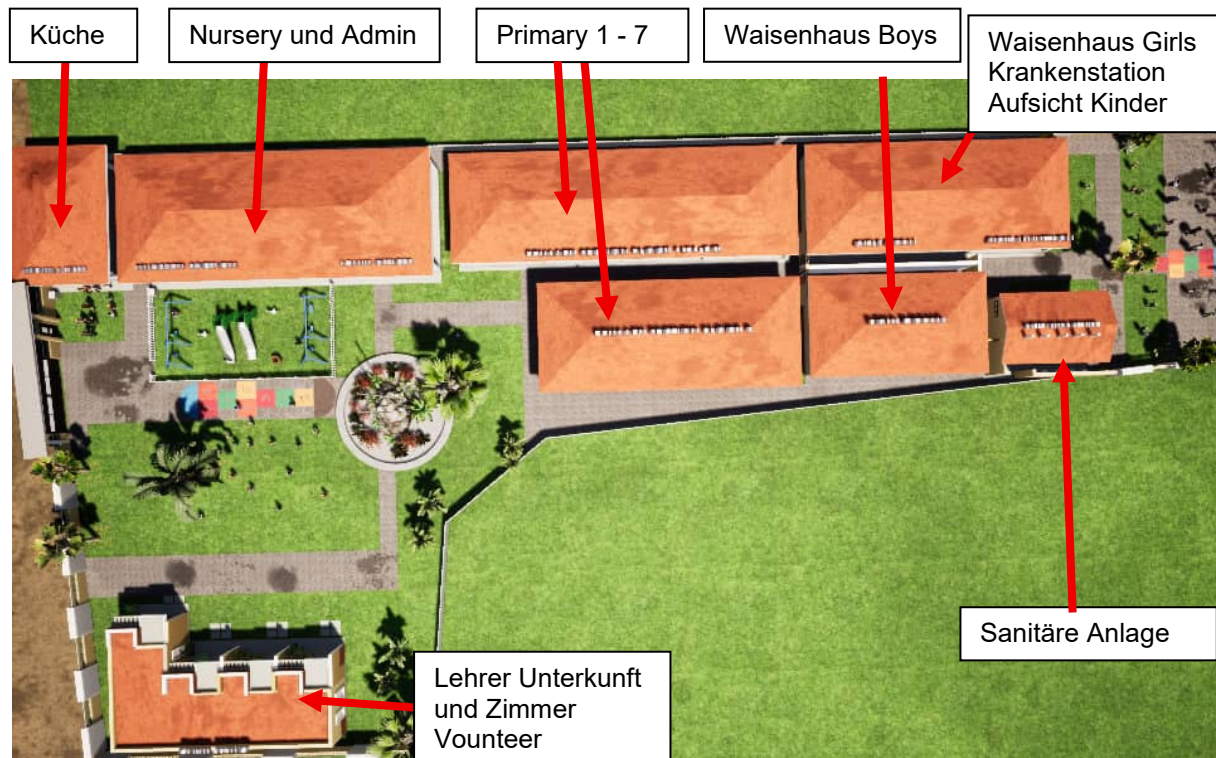 Küche
Nursery und Admin
Primary 1 - 7
Waisenhaus Boys
Waisenhaus Girls
Krankenstation
Aufsicht Kinder
Sanitäre Anlage
Lehrer Unterkunft
und Zimmer
Vounteer